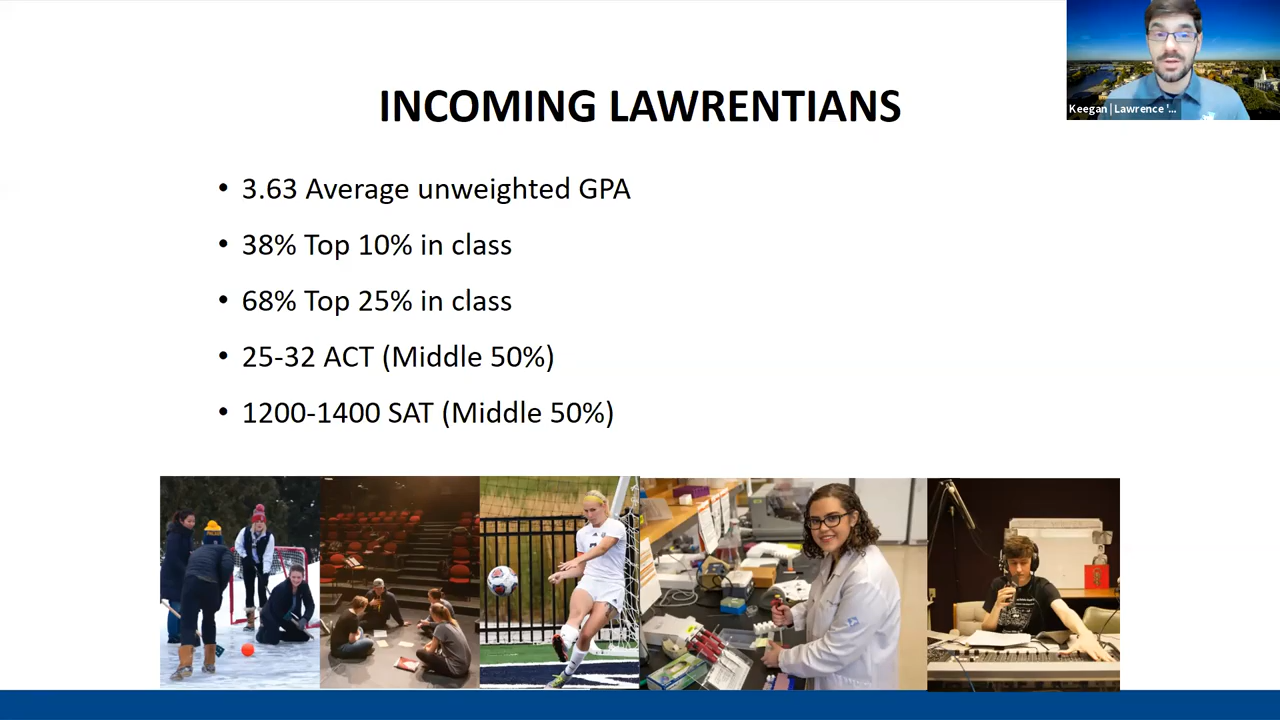 INCOMING LAWRENTIANS
Keegan | Lawrence '...
• 3.63 Average unweighted GPA
• 38% Top 10% in class
• 68% Top 25% in class
• 25-32 ACT (Middle 50%)
• 1200-1400 SAT (Middle 50%)